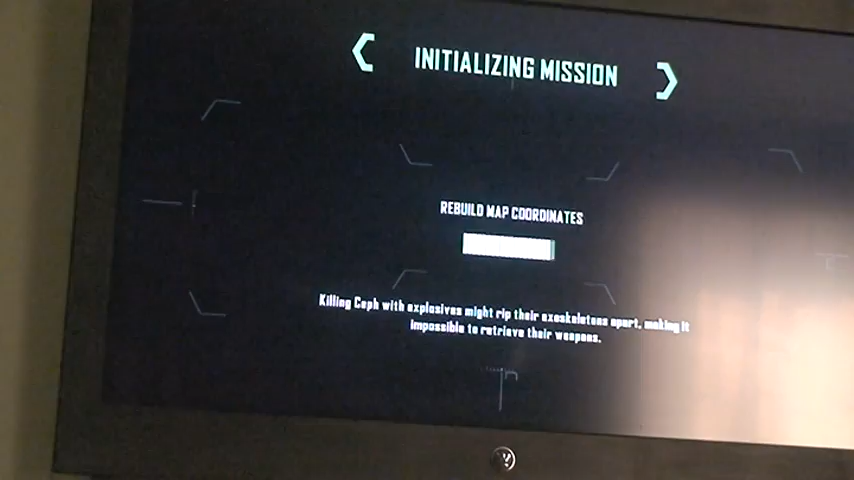 INITIALIZING MISSION
REBUILD MAP COORDINATES
Killing Ceph with explosives might rip their exoskeletons apart, making it
impossible to retrieve their weapons.